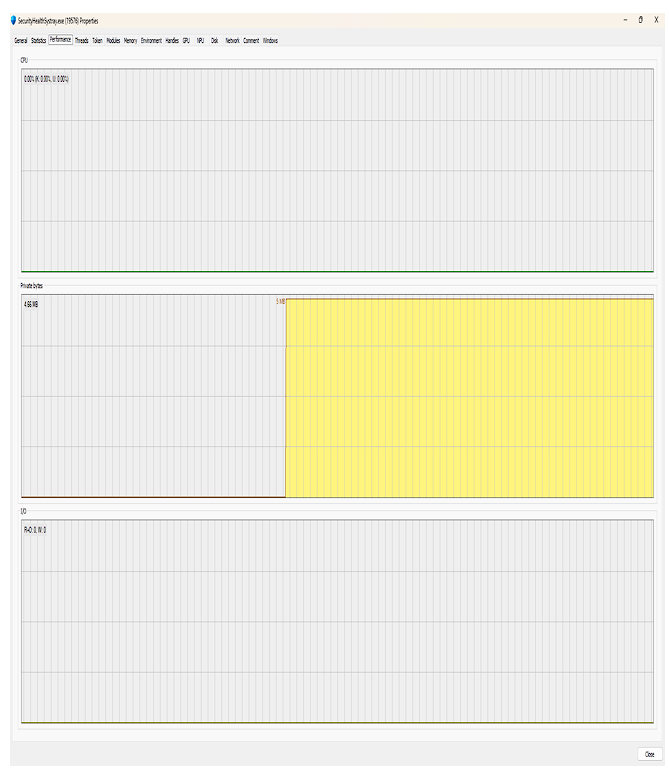 SecurityHealthSystray.exe (19576) Properties
General Statistics Performance Threads Token Modules Memory Environment Handles GPU NPU Disk Network Comment Windows
CPU
0.00% (K: 0.00%, U: 0.00%)
Private bytes
4.66 MB
5 MB
I/O
R+O: 0, W: 0
Close